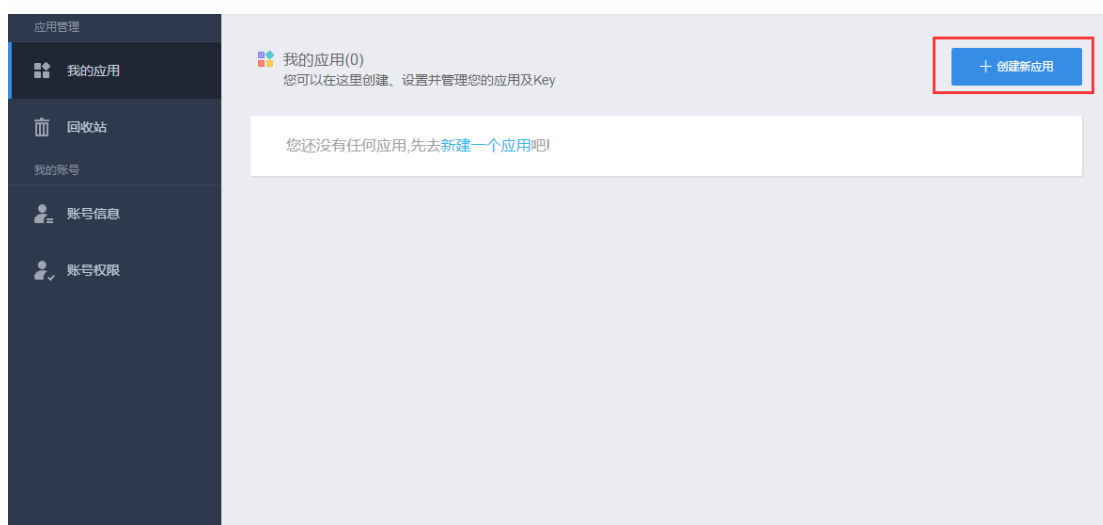 应用管理
我的应用
回收站
我的账号
账号信息
账号权限
我的应用(0)
您可以在这里创建、设置并管理您的应用及Key
+ 创建新应用
您还没有任何应用,先去新建一个应用吧!